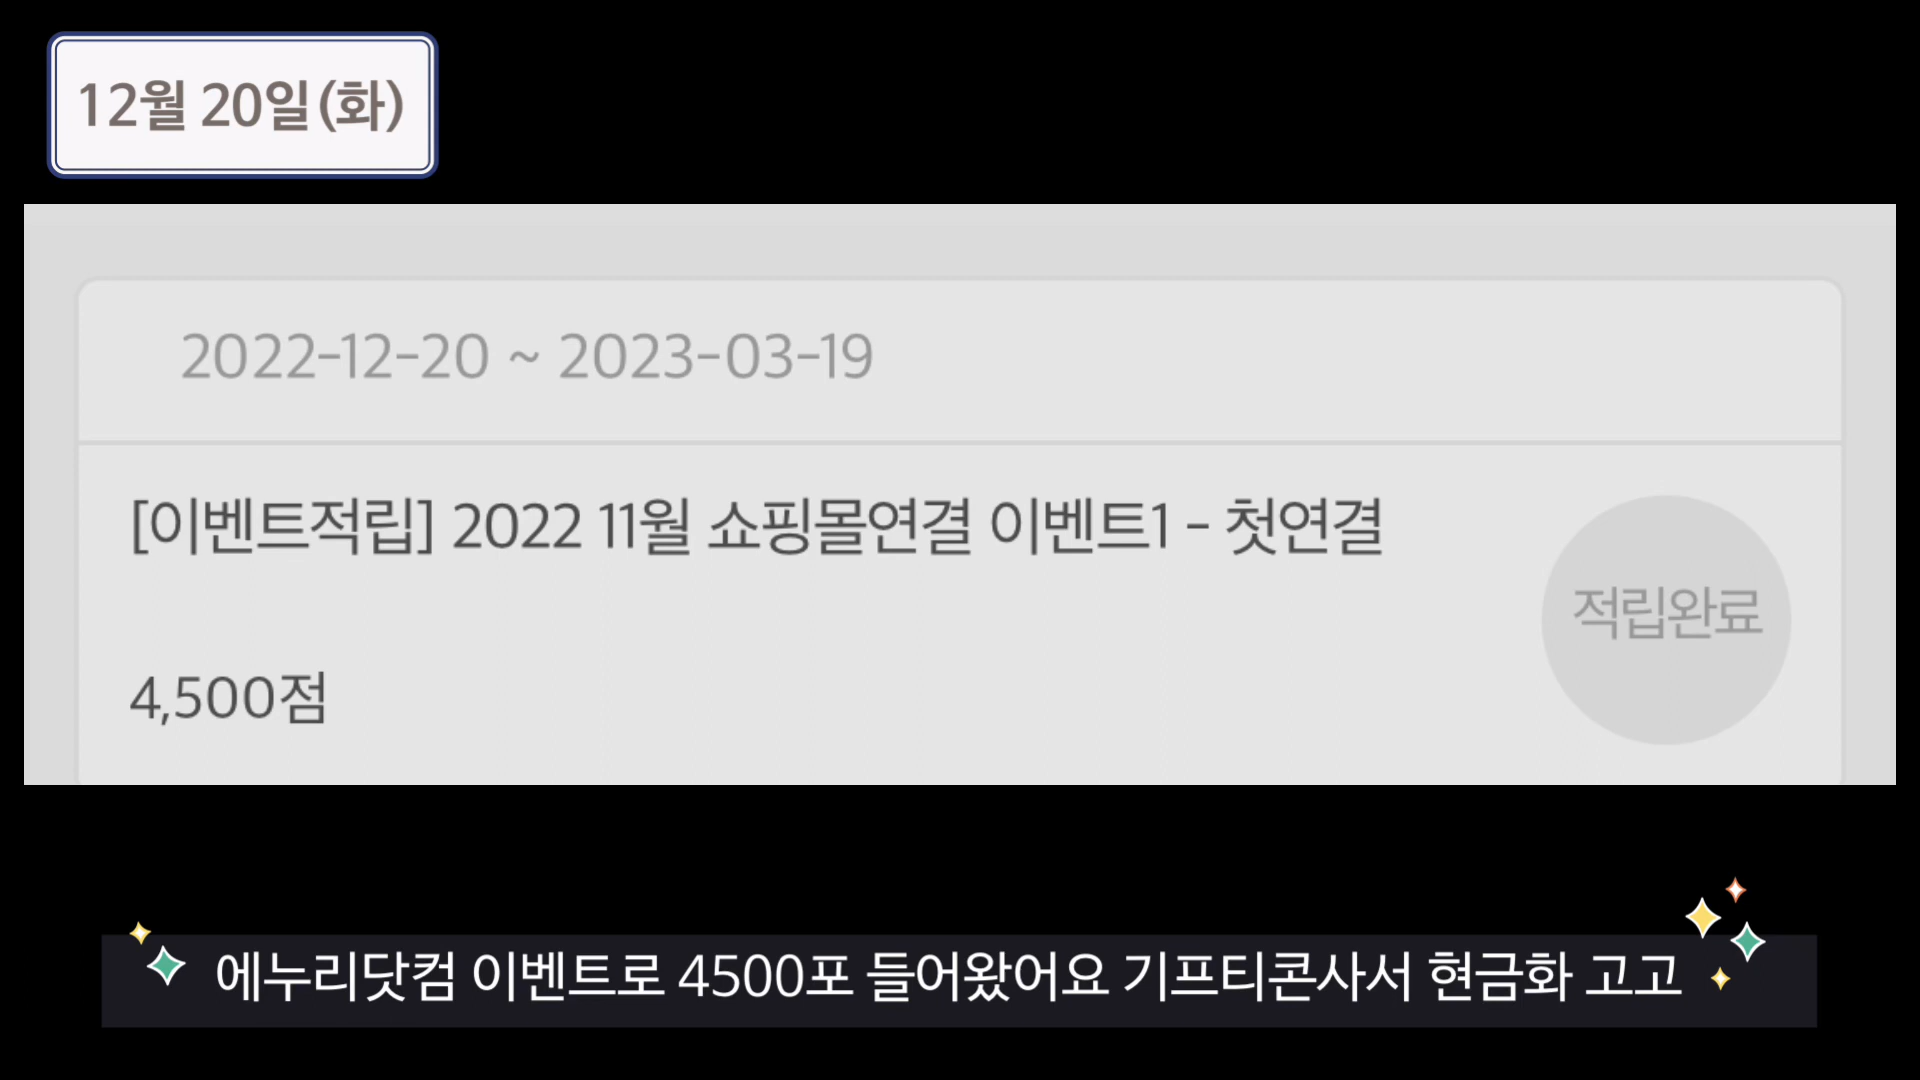 12월 20일(화)
2022-12-20 ~ 2023-03-19
[이벤트적립] 2022 11월 쇼핑몰연결 이벤트1 - 첫연결
적립완료
4,500점
에누리닷컴 이벤트로 4500포 들어왔어요 기프티콘사서 현금화 고고